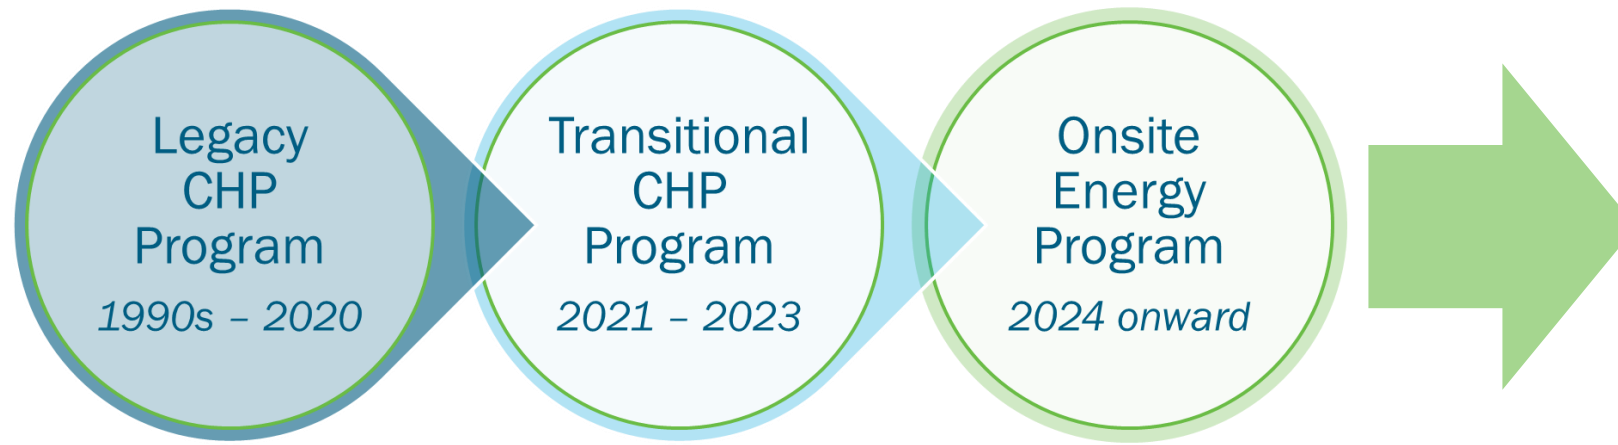 Legacy
CHP
Program
1990s – 2020
Transitional
CHP
Program
2021 – 2023
Onsite
Energy
Program
2024 onward